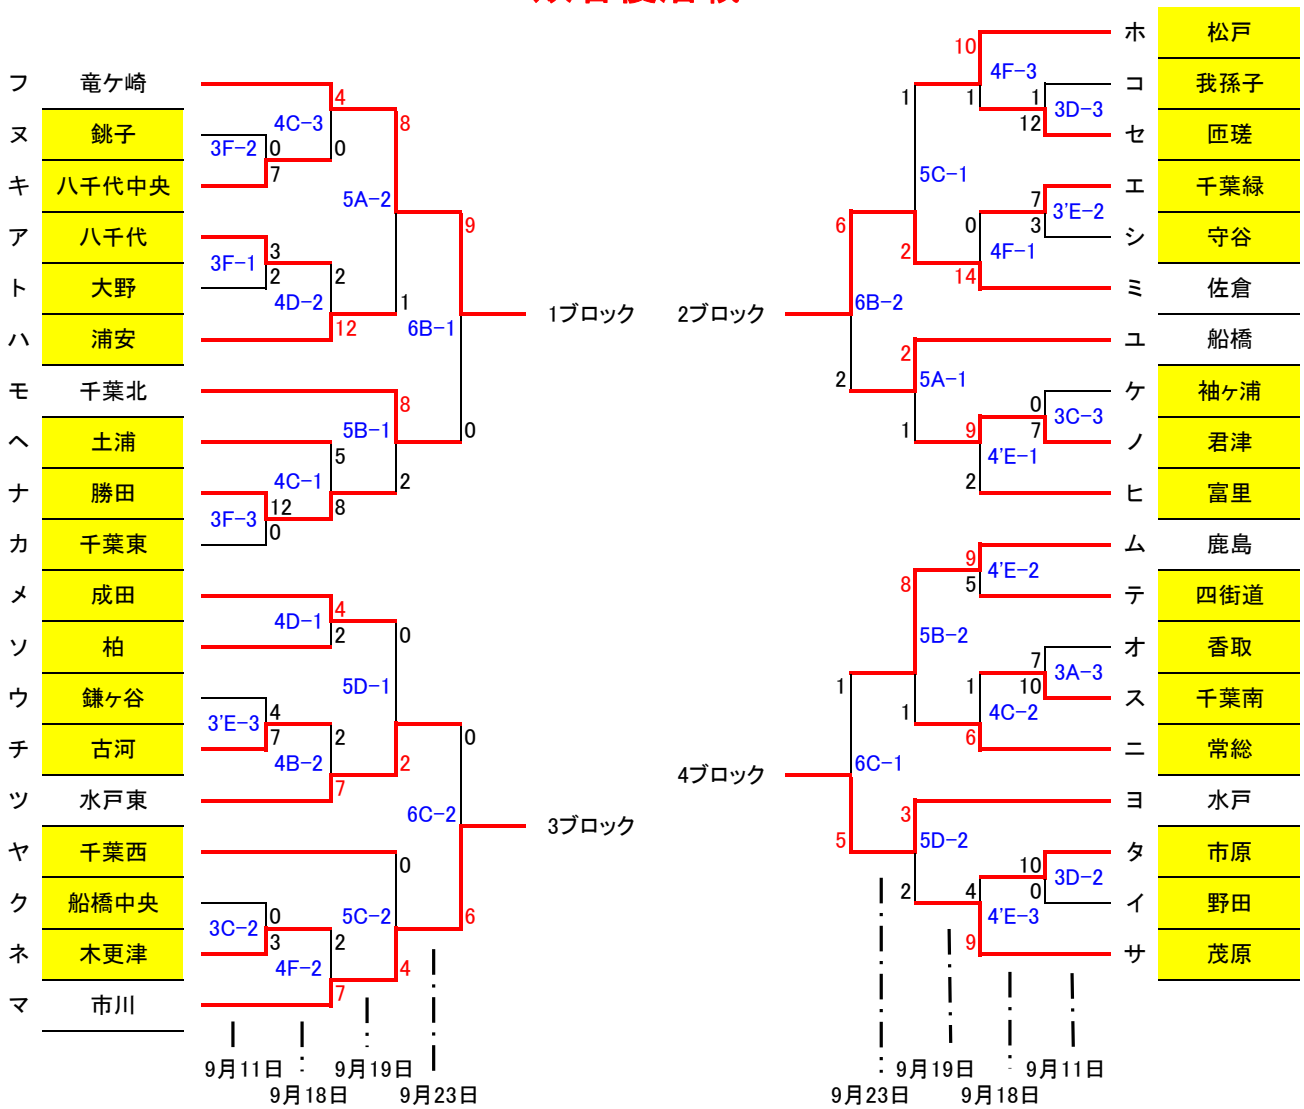 フ 竜ケ崎
ヌ 銚子
キ 八千代中央
ア 八千代
ト 大野
ハ 浦安
モ 千葉北
ヘ 土浦
ナ 勝田
カ 千葉東
メ 成田
ソ 柏
ウ 鎌ヶ谷
チ 古河
ツ 水戸東
ヤ 千葉西
ク 船橋中央
ネ 木更津
マ 市川
3F-2 0 7
4C-3 4 0
3F-1 3 2
4D-2 2 12
5A-2 8 1
3F-3 12 0
4C-1 5 8
5B-1 8 2
6B-1 9 0
1ブロック
4D-1 4 2
3'E-3 4 7
4B-2 2 7
5D-1 0 2
3C-2 0 3
4F-2 2 7
5C-2 0 4
6C-2 0 6
3ブロック
9月11日
9月18日
9月19日
9月23日
ホ 松戸
コ 我孫子
セ 匝瑳
エ 千葉緑
シ 守谷
ミ 佐倉
ユ 船橋
ケ 袖ヶ浦
ノ 君津
ヒ 富里
ム 鹿島
テ 四街道
オ 香取
ス 千葉南
ニ 常総
ヨ 水戸
タ 市原
イ 野田
サ 茂原
3D-3 1 12
4F-3 10 1
3'E-2 7 3
4F-1 0 14
5C-1 1 2
3C-3 0 7
4'E-1 9 2
5A-1 2 1
6B-2 6 2
2ブロック
4'E-2 9 5
3A-3 7 10
4C-2 1 6
5B-2 8 1
3D-2 10 0
4'E-3 4 9
5D-2 3 2
6C-1 1 5
4ブロック
9月23日
9月19日
9月18日
9月11日